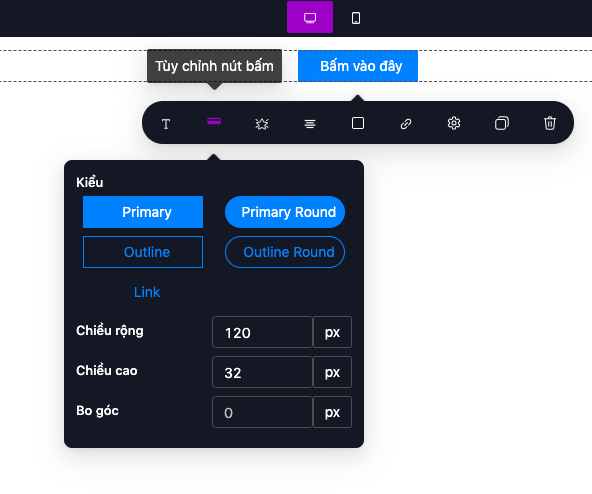 Tùy chỉnh nút bấm
Bấm vào đây
T
Kiểu
Primary
Primary Round
Outline
Outline Round
Link
Chiều rộng
120
px
Chiều cao
32
px
Bo góc
0
px